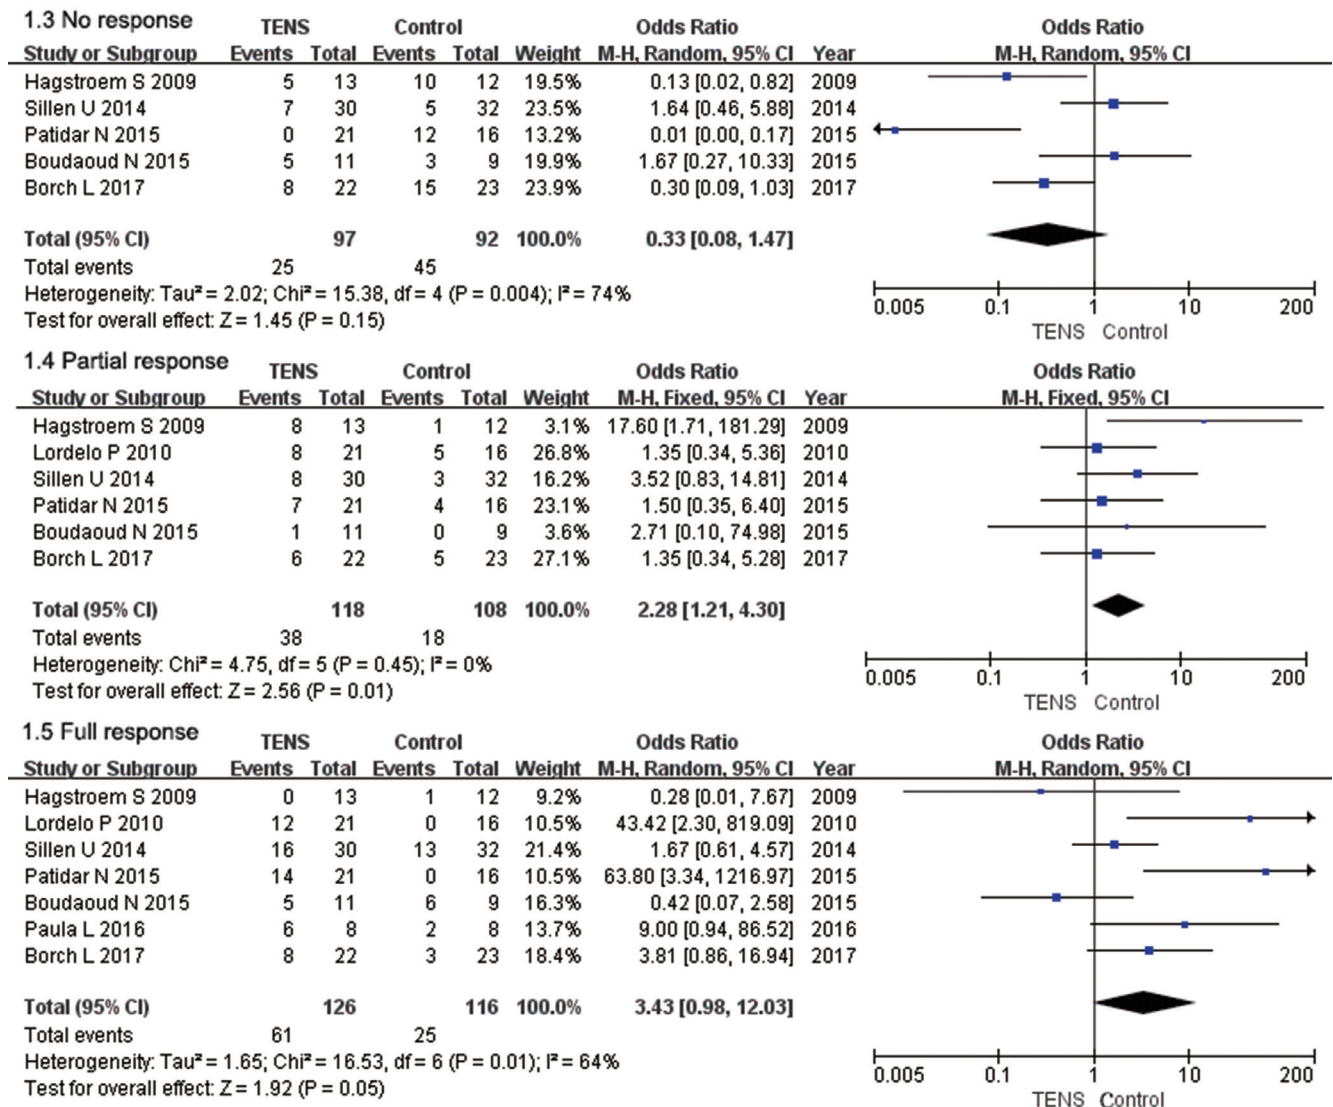 1.3 No response TENS Control Odds Ratio Odds Ratio
Study or Subgroup Events Total Events Total Weight M-H, Random, 95% CI Year M-H, Random, 95% CI
Hagstroem S 2009 5 13 10 12 19.5% 0.13 [0.02, 0.82] 2009
Sillen U 2014 7 30 5 32 23.5% 1.64 [0.46, 5.88] 2014
Patidar N 2015 0 21 12 16 13.2% 0.01 [0.00, 0.17] 2015
Boudaoud N 2015 5 11 3 9 19.9% 1.67 [0.27, 10.33] 2015
Borch L 2017 8 22 15 23 23.9% 0.30 [0.09, 1.03] 2017
Total (95% CI) 97 92 100.0% 0.33 [0.08, 1.47]
Total events 25 45
Heterogeneity: Tau² = 2.02; Chi² = 15.38, df = 4 (P = 0.004); I² = 74%
Test for overall effect: Z = 1.45 (P = 0.15)
0.005 0.1 1 10 200
TENS Control
1.4 Partial response TENS Control Odds Ratio Odds Ratio
Study or Subgroup Events Total Events Total Weight M-H, Fixed, 95% CI Year M-H, Fixed, 95% CI
Hagstroem S 2009 8 13 1 12 3.1% 17.60 [1.71, 181.29] 2009
Lordelo P 2010 8 21 5 16 26.8% 1.35 [0.34, 5.36] 2010
Sillen U 2014 8 30 3 32 16.2% 3.52 [0.83, 14.81] 2014
Patidar N 2015 7 21 4 16 23.1% 1.50 [0.35, 6.40] 2015
Boudaoud N 2015 1 11 0 9 3.6% 2.71 [0.10, 74.98] 2015
Borch L 2017 6 22 5 23 27.1% 1.35 [0.34, 5.28] 2017
Total (95% CI) 118 108 100.0% 2.28 [1.21, 4.30]
Total events 38 18
Heterogeneity: Chi² = 4.75, df = 5 (P = 0.45); I² = 0%
Test for overall effect: Z = 2.56 (P = 0.01)
0.005 0.1 1 10 200
TENS Control
1.5 Full response TENS Control Odds Ratio Odds Ratio
Study or Subgroup Events Total Events Total Weight M-H, Random, 95% CI Year M-H, Random, 95% CI
Hagstroem S 2009 0 13 1 12 9.2% 0.28 [0.01, 7.67] 2009
Lordelo P 2010 12 21 0 16 10.5% 43.42 [2.30, 819.09] 2010
Sillen U 2014 16 30 13 32 21.4% 1.67 [0.61, 4.57] 2014
Patidar N 2015 14 21 0 16 10.5% 63.80 [3.34, 1216.97] 2015
Boudaoud N 2015 5 11 6 9 16.3% 0.42 [0.07, 2.58] 2015
Paula L 2016 6 8 2 8 13.7% 9.00 [0.94, 86.52] 2016
Borch L 2017 8 22 3 23 18.4% 3.81 [0.86, 16.94] 2017
Total (95% CI) 126 116 100.0% 3.43 [0.98, 12.03]
Total events 61 25
Heterogeneity: Tau² = 1.65; Chi² = 16.53, df = 6 (P = 0.01); I² = 64%
Test for overall effect: Z = 1.92 (P = 0.05)
0.005 0.1 1 10 200
TENS Control